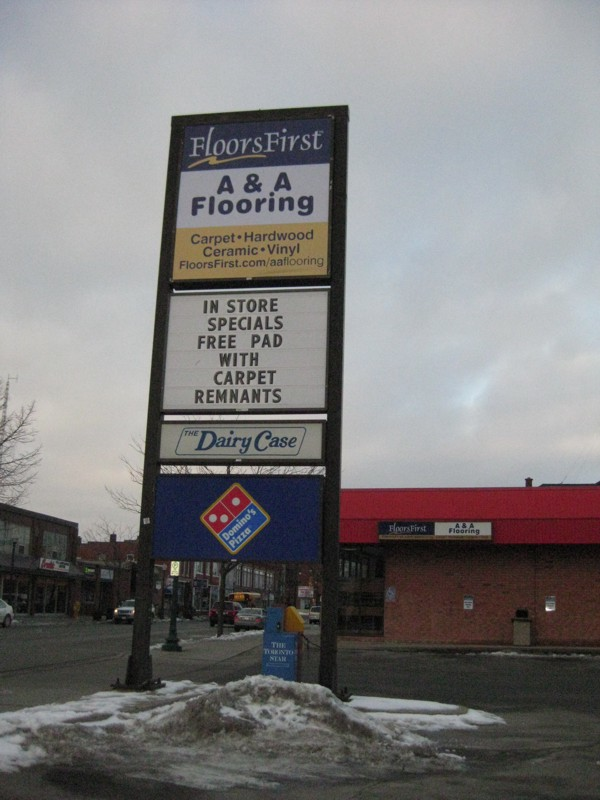 FloorsFirst
A & A
Flooring
Carpet • Hardwood
Ceramic • Vinyl
FloorsFirst.com/aaflooring
IN STORE
SPECIALS
FREE PAD
WITH
CARPET
REMNANTS
THE Dairy Case
Domino's
Pizza
FloorsFirst
A & A
Flooring
THE
TORONTO
STAR